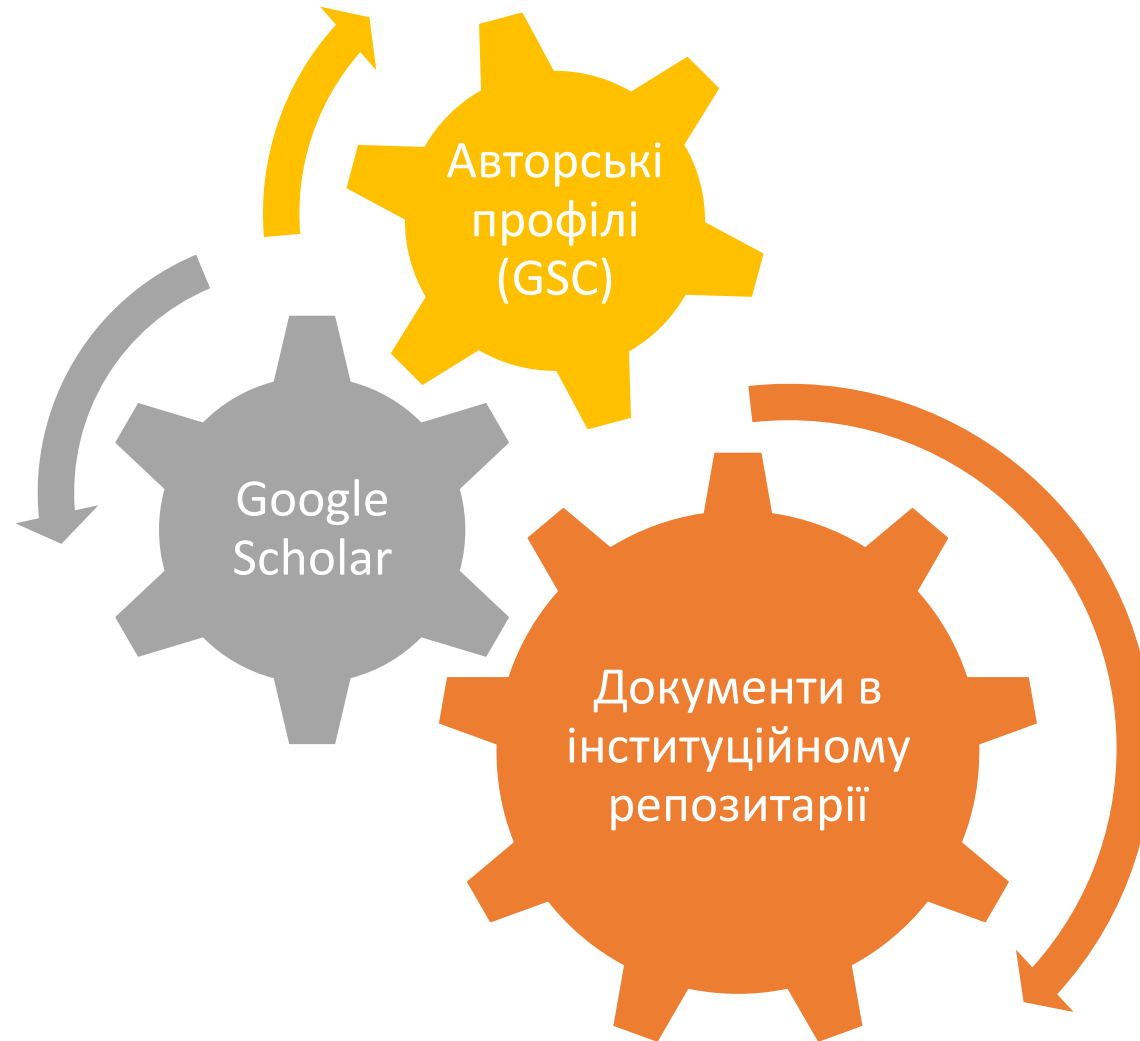 Авторські
профілі
(GSC)
Google
Scholar
Документи в
інституційному
репозитарії